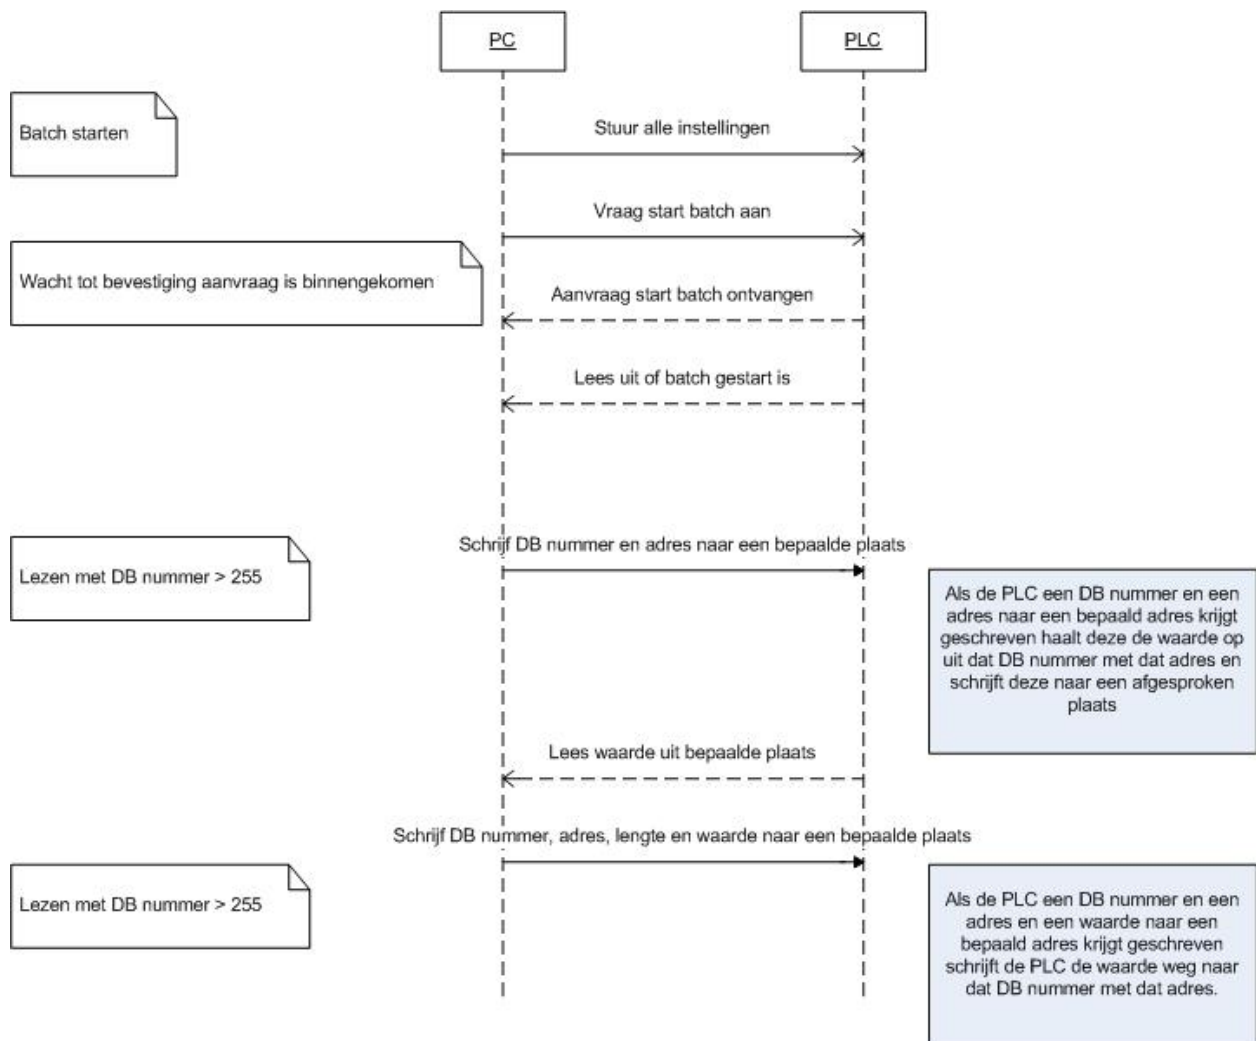 PC
PLC
Batch starten
Stuur alle instellingen
Vraag start batch aan
Wacht tot bevestiging aanvraag is binnengekomen
Aanvraag start batch ontvangen
Lees uit of batch gestart is
Schrijf DB nummer en adres naar een bepaalde plaats
Lezen met DB nummer > 255
Als de PLC een DB nummer en een
adres naar een bepaald adres krijgt
geschreven haalt deze de waarde op
uit dat DB nummer met dat adres en
schrijft deze naar een afgesproken
plaats
Lees waarde uit bepaalde plaats
Schrijf DB nummer, adres, lengte en waarde naar een bepaalde plaats
Lezen met DB nummer > 255
Als de PLC een DB nummer en een
adres en een waarde naar een
bepaald adres krijgt geschreven
schrijft de PLC de waarde weg naar
dat DB nummer met dat adres.